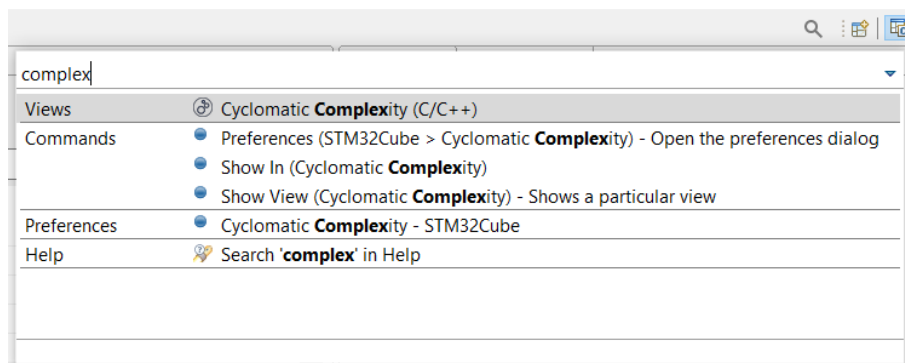 complex
Views Cyclomatic Complexity (C/C++)
Commands Preferences (STM32Cube > Cyclomatic Complexity) - Open the preferences dialog
Show In (Cyclomatic Complexity)
Show View (Cyclomatic Complexity) - Shows a particular view
Preferences Cyclomatic Complexity - STM32Cube
Help Search 'complex' in Help